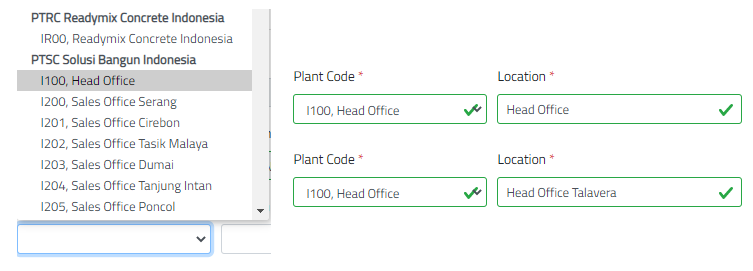 PTRC Readymix Concrete Indonesia
IR00, Readymix Concrete Indonesia
PTSC Solusi Bangun Indonesia
I100, Head Office
I200, Sales Office Serang
I201, Sales Office Cirebon
I202, Sales Office Tasik Malaya
I203, Sales Office Dumai
I204, Sales Office Tanjung Intan
I205, Sales Office Poncol
Plant Code * Location *
I100, Head Office Head Office
Plant Code * Location *
I100, Head Office Head Office Talavera